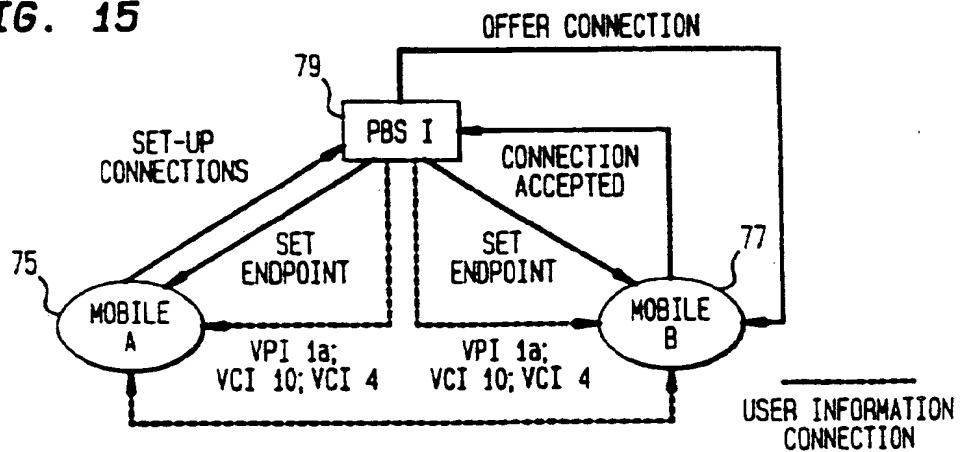 IG. 15
OFFER CONNECTION
79
PBS I
SET-UP
CONNECTIONS
CONNECTION
ACCEPTED
75
SET
ENDPOINT
SET
ENDPOINT
77
MOBILE
A
MOBILE
B
VPI 1a;
VCI 10; VCI 4
VPI 1a;
VCI 10; VCI 4
USER INFORMATION
CONNECTION